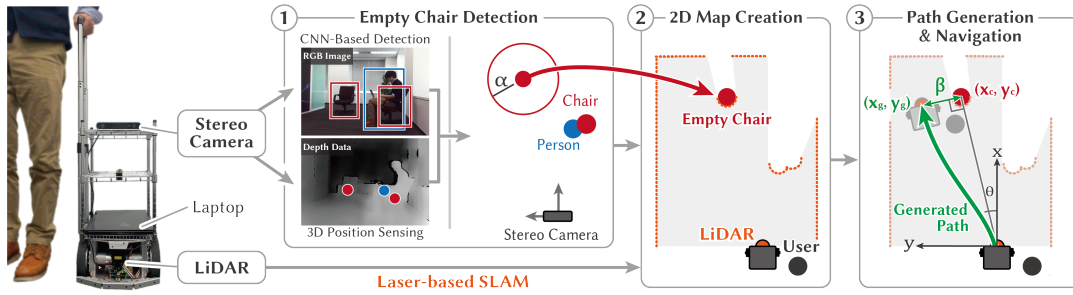 Stereo
Camera
Laptop
LiDAR
Laser-based SLAM
1 Empty Chair Detection
CNN-Based Detection
RGB Image
Depth Data
3D Position Sensing
α
Chair
Person
Stereo Camera
2 2D Map Creation
Empty Chair
LiDAR
User
3 Path Generation
& Navigation
β
(xg, yg)
(xc, yc)
x
θ
Generated
Path
y